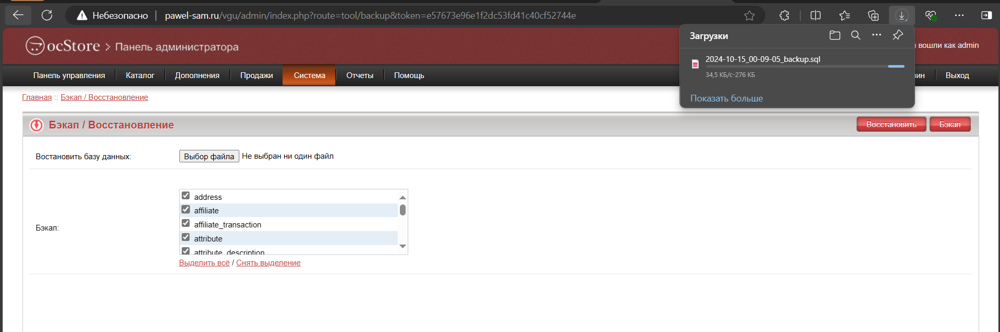 Небезопасно
pawel-sam.ru/vgu/admin/index.php?route=tool/backup&token=e57673e96e1f2dc53fd41c40cf52744e
Загрузки
2024-10-15_00-09-05_backup.sql
34,5 КБ/с-276 КБ
Показать больше
ocStore > Панель администратора
вошли как admin
Панель управления
Каталог
Дополнения
Продажи
Система
Отчеты
Помощь
Выход
Главная :: Бэкап / Восстановление
Бэкап / Восстановление
Восстановить
Бэкап
Востановить базу данных:
Выбор файла Не выбран ни один файл
Бэкап:
address
affiliate
affiliate_transaction
attribute
attribute_description
Выделить всё / Снять выделение